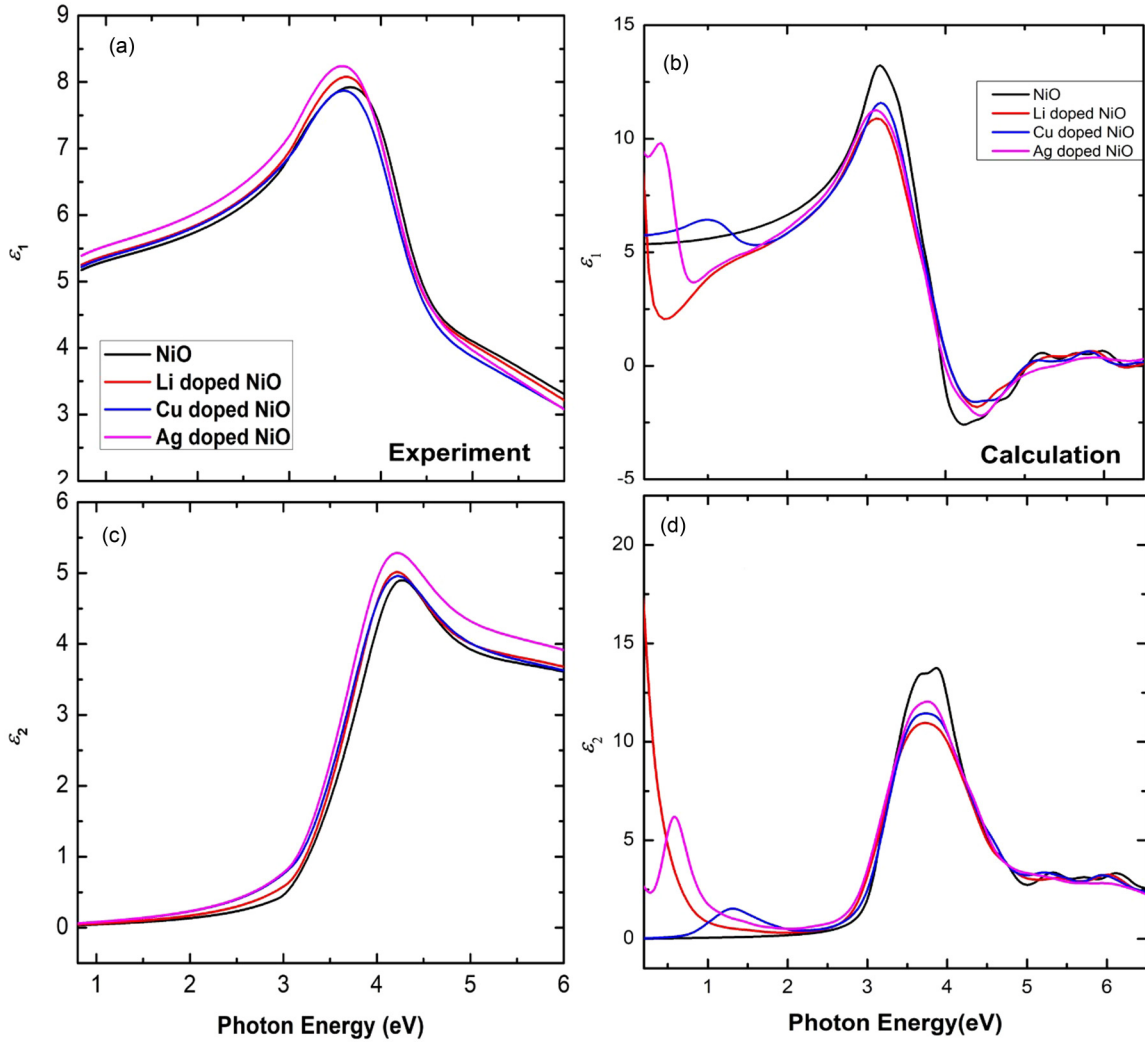 (a)
9
8
7
6
5
4
3
2
ε1
NiO
Li doped NiO
Cu doped NiO
Ag doped NiO
Experiment
(b)
15
10
5
0
-5
ε1
NiO
Li doped NiO
Cu doped NiO
Ag doped NiO
Calculation
(c)
6
5
4
3
2
1
0
ε2
1 2 3 4 5 6
Photon Energy (eV)
(d)
20
15
10
5
0
ε2
1 2 3 4 5 6
Photon Energy(eV)